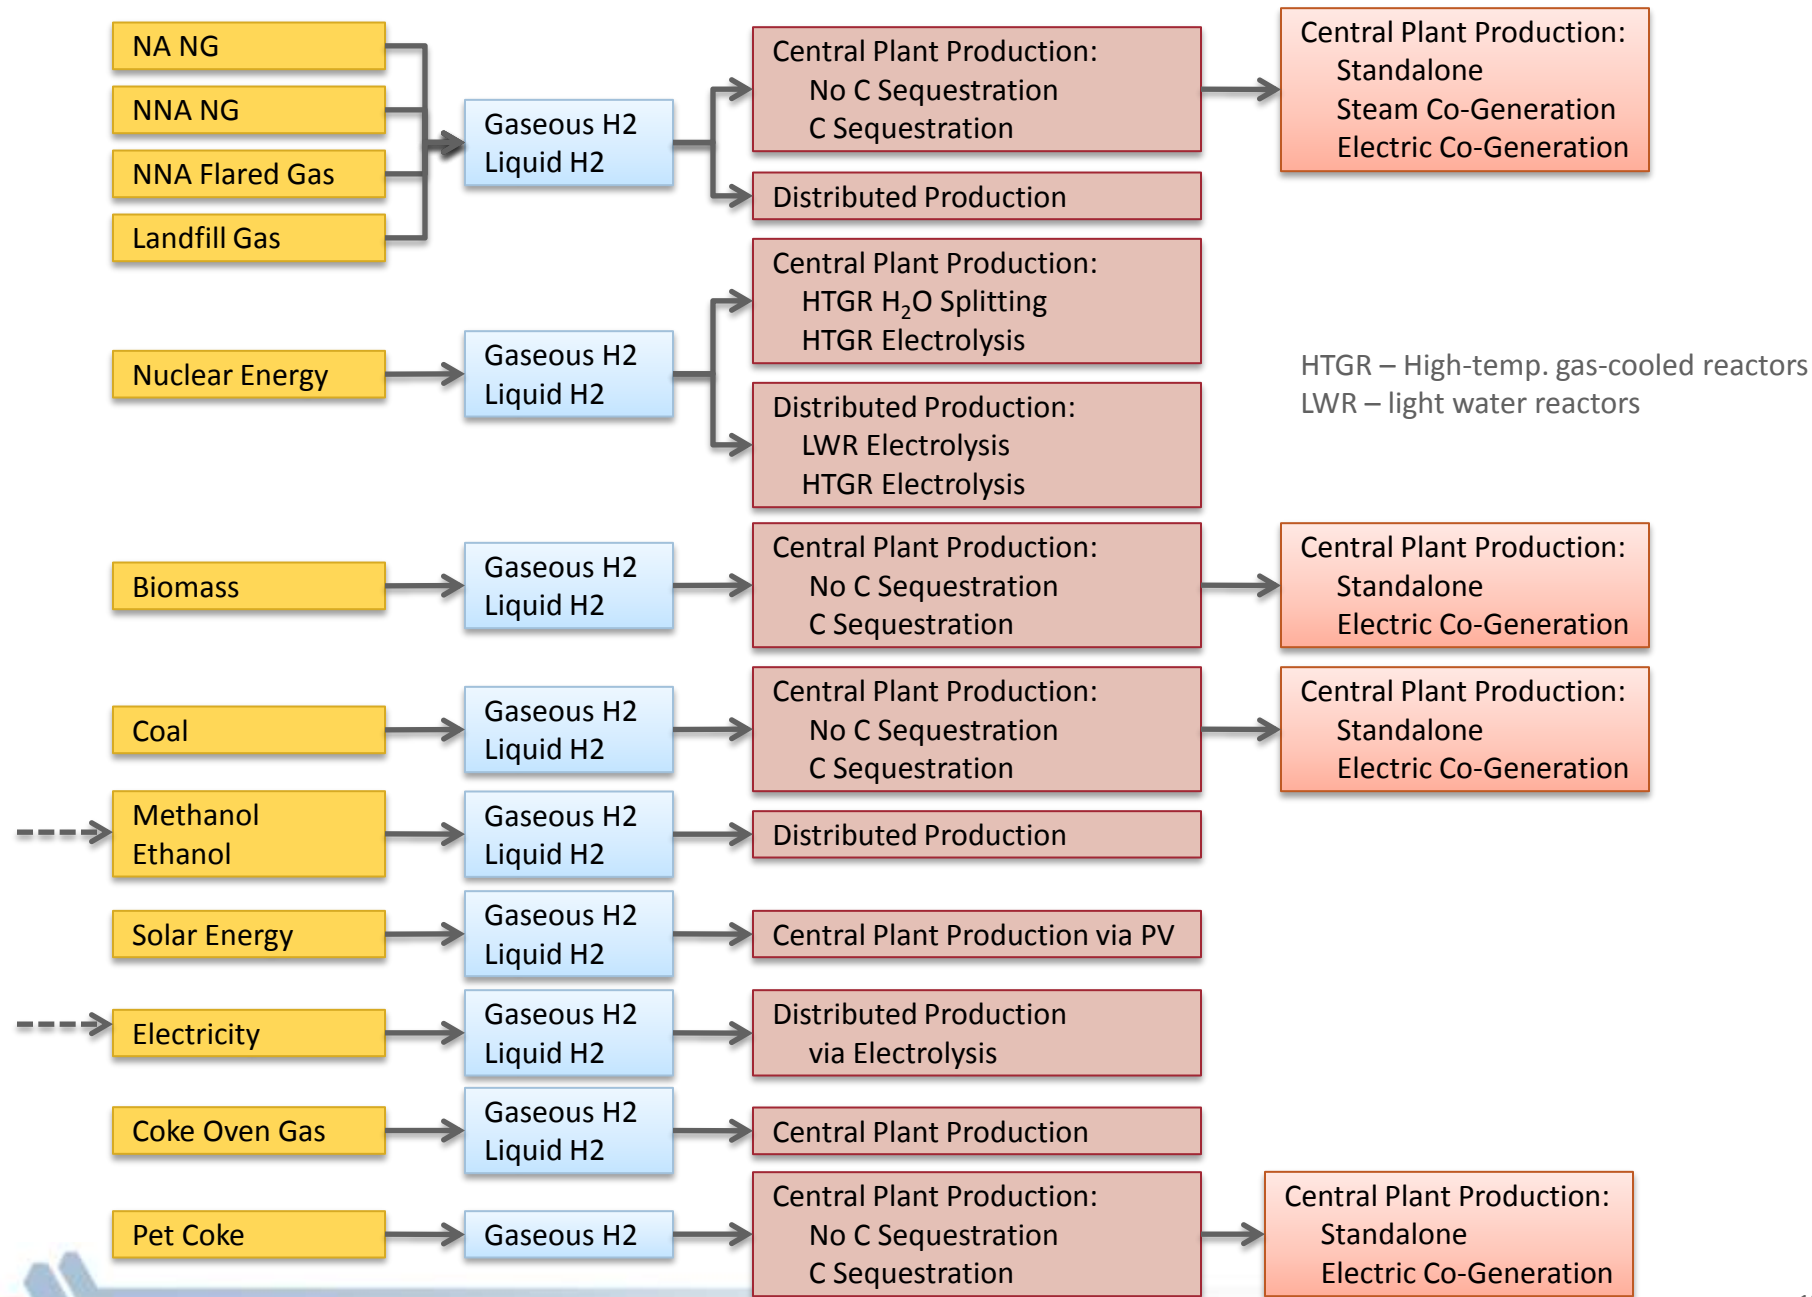 NA NG
NNA NG
NNA Flared Gas
Landfill Gas
Gaseous H2
Liquid H2
Central Plant Production:
No C Sequestration
C Sequestration
Distributed Production
Central Plant Production:
Standalone
Steam Co-Generation
Electric Co-Generation
Nuclear Energy
Gaseous H2
Liquid H2
Central Plant Production:
HTGR H₂O Splitting
HTGR Electrolysis
Distributed Production:
LWR Electrolysis
HTGR Electrolysis
HTGR – High-temp. gas-cooled reactors
LWR – light water reactors
Biomass
Gaseous H2
Liquid H2
Central Plant Production:
No C Sequestration
C Sequestration
Central Plant Production:
Standalone
Electric Co-Generation
Coal
Gaseous H2
Liquid H2
Central Plant Production:
No C Sequestration
C Sequestration
Central Plant Production:
Standalone
Electric Co-Generation
Methanol
Ethanol
Gaseous H2
Liquid H2
Distributed Production
Solar Energy
Gaseous H2
Liquid H2
Central Plant Production via PV
Electricity
Gaseous H2
Liquid H2
Distributed Production
via Electrolysis
Coke Oven Gas
Gaseous H2
Liquid H2
Central Plant Production
Pet Coke
Gaseous H2
Central Plant Production:
No C Sequestration
C Sequestration
Central Plant Production:
Standalone
Electric Co-Generation